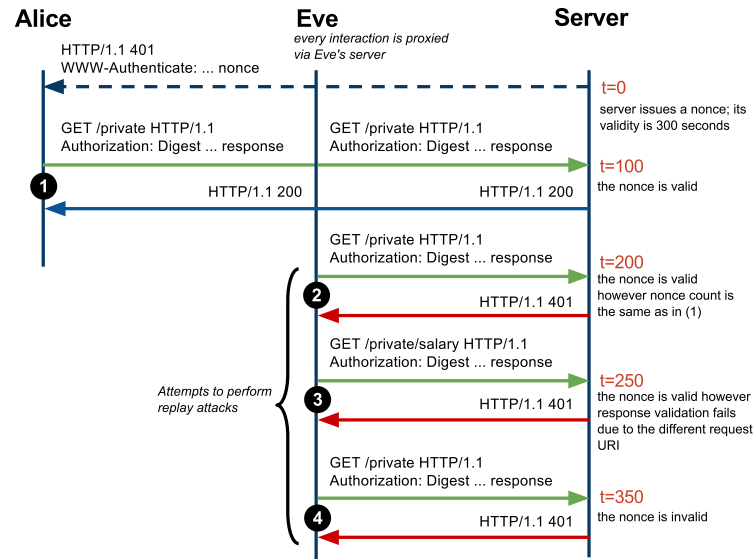 Alice
Eve
Server
every interaction is proxied
via Eve's server
HTTP/1.1 401
WWW-Authenticate: ... nonce
t=0
server issues a nonce; its
validity is 300 seconds
GET /private HTTP/1.1
Authorization: Digest ... response
GET /private HTTP/1.1
Authorization: Digest ... response
t=100
the nonce is valid
1
HTTP/1.1 200
HTTP/1.1 200
GET /private HTTP/1.1
Authorization: Digest ... response
t=200
the nonce is valid
however nonce count is
the same as in (1)
2
HTTP/1.1 401
GET /private/salary HTTP/1.1
Authorization: Digest ... response
t=250
the nonce is valid however
response validation fails
due to the different request
URI
Attempts to perform
replay attacks
3
HTTP/1.1 401
GET /private HTTP/1.1
Authorization: Digest ... response
t=350
the nonce is invalid
4
HTTP/1.1 401